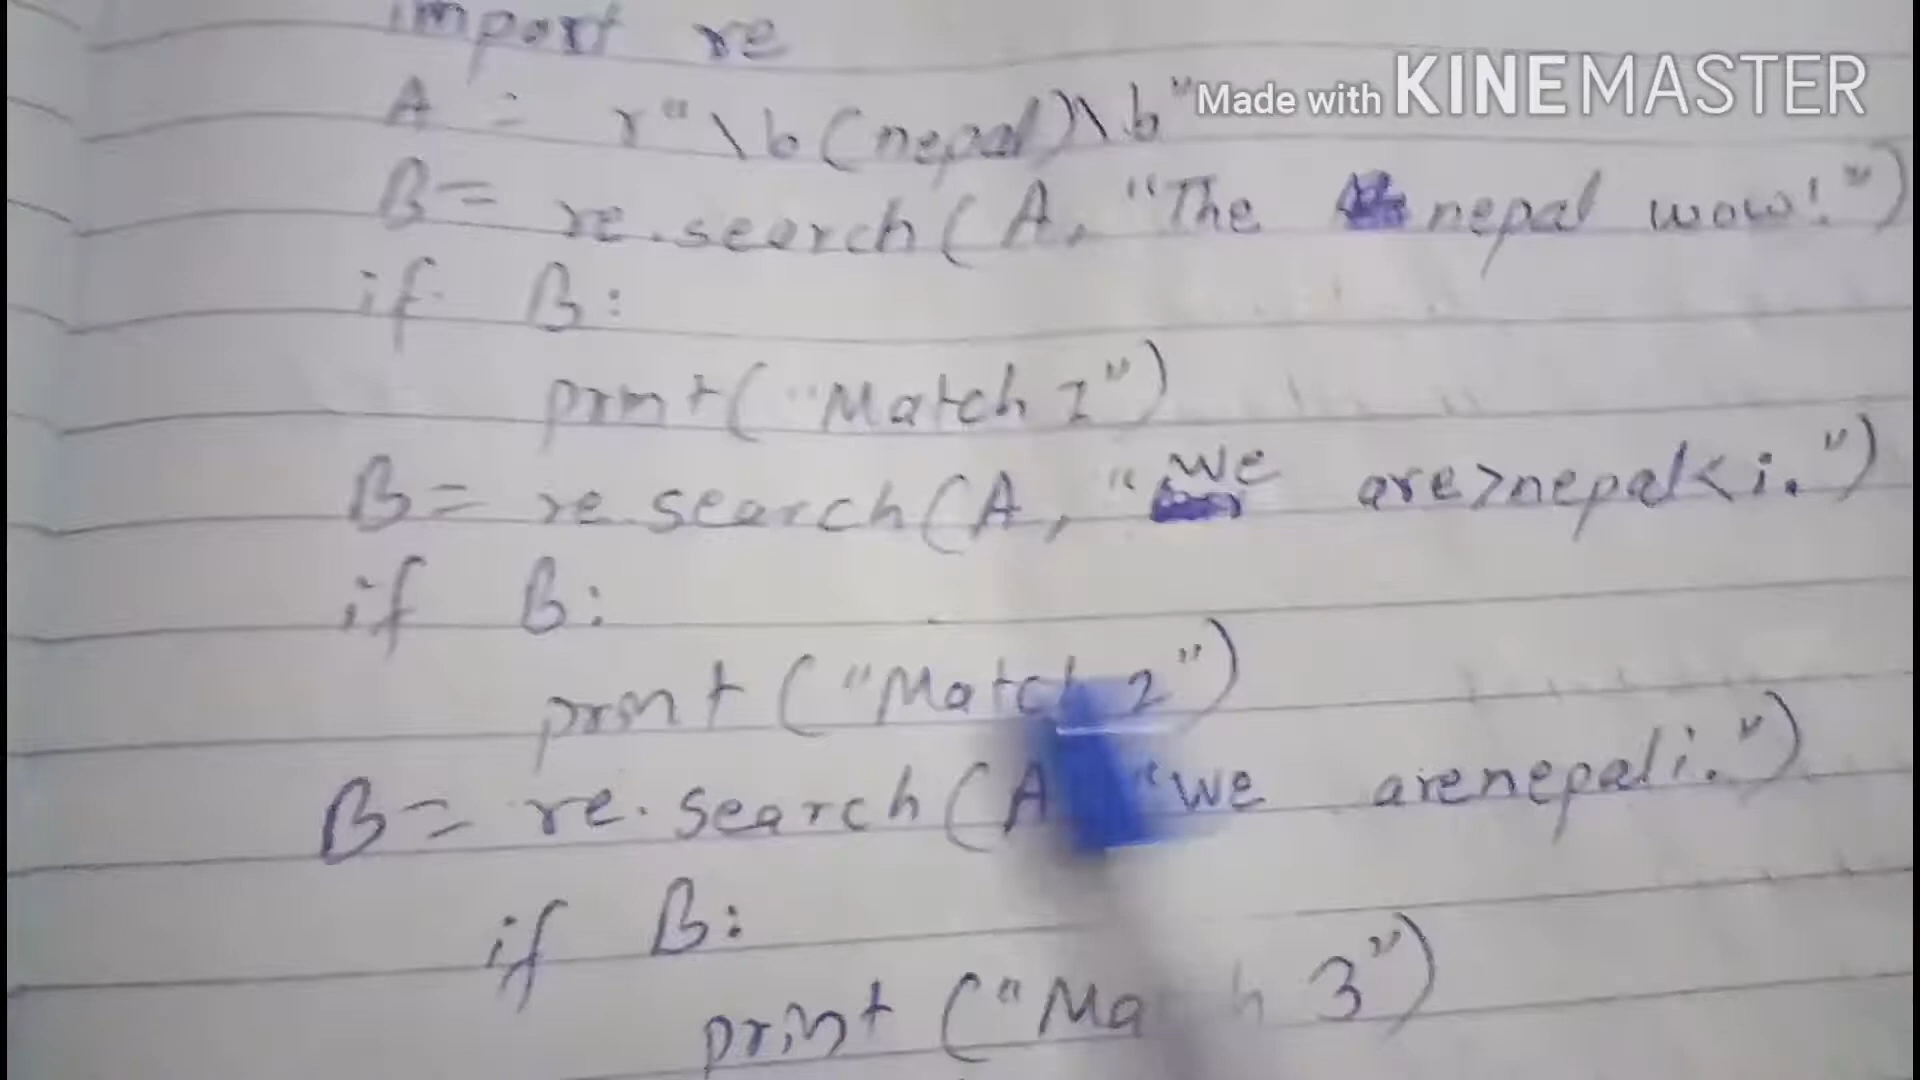 import re
Made with KINEMASTER
A = r"\b(nepal)\b"
B= re.search(A, "The nepal wow!")
if B:
print("Match 1")
B= re.search(A, "We are>nepal<i.")
if B:
print ("Match 2")
B= re.search(A "We arenepali.")
if B:
print ("Match 3")